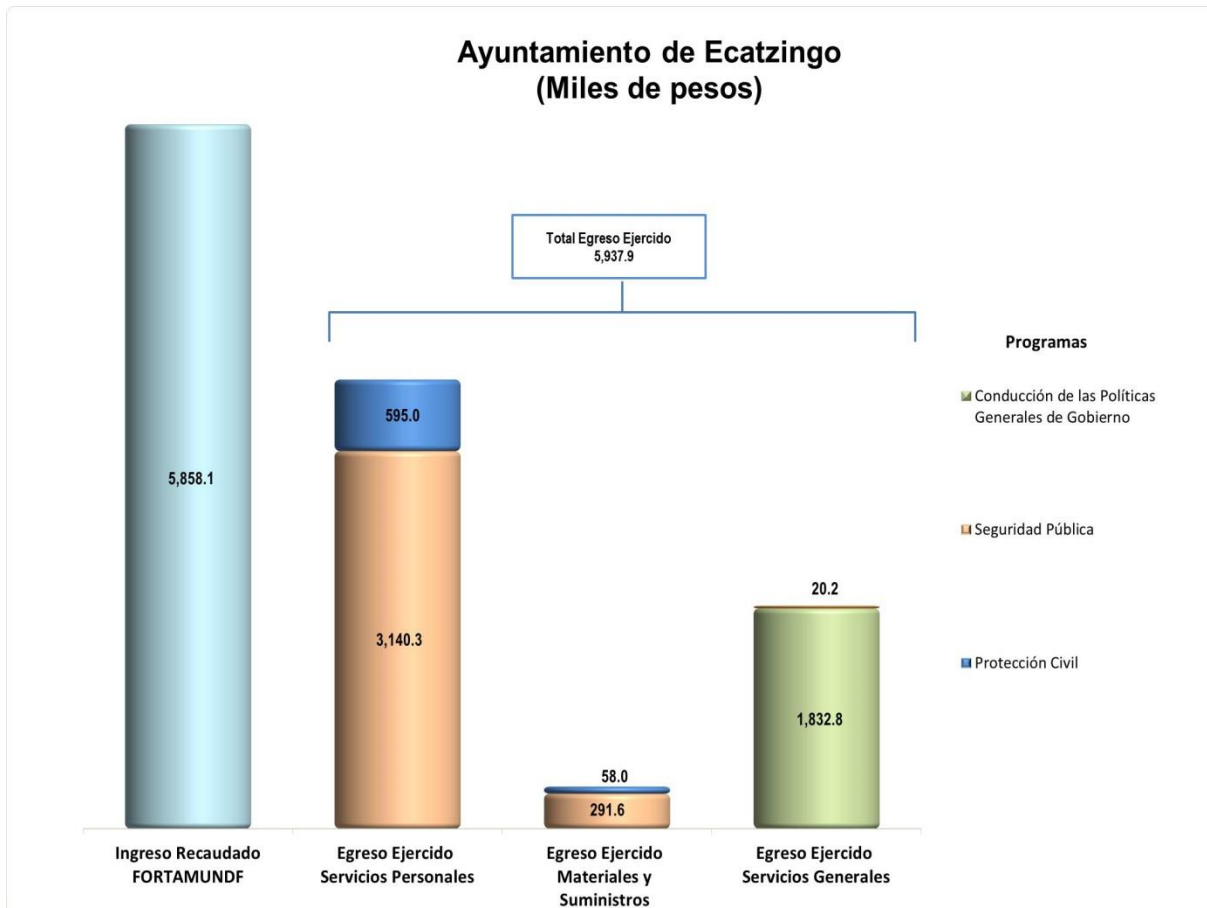 Ayuntamiento de Ecatzingo
(Miles de pesos)
Total Egreso Ejercido
5,937.9
Programas
Conducción de las Políticas
Generales de Gobierno
Seguridad Pública
Protección Civil
5,858.1
595.0
3,140.3
58.0
291.6
20.2
1,832.8
Ingreso Recaudado
FORTAMUNDF
Egreso Ejercido
Servicios Personales
Egreso Ejercido
Materiales y
Suministros
Egreso Ejercido
Servicios Generales